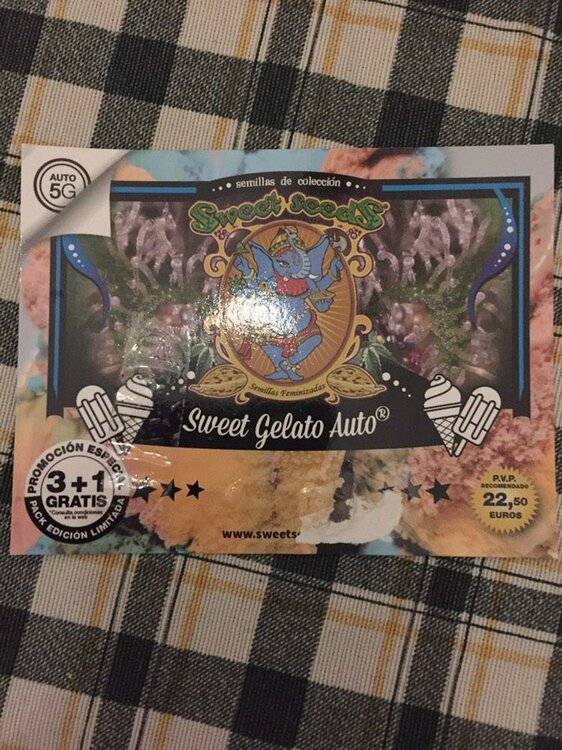 AUTO
5G
semillas de colección
Sweet seeds®
Semillas Feminizadas
Sweet Gelato Auto®
PROMOCIÓN ESPECIAL
3+1
GRATIS
*Consulta condiciones
en la web
PACK EDICIÓN LIMITADA
P.V.P.
RECOMENDADO
22,50
EUROS